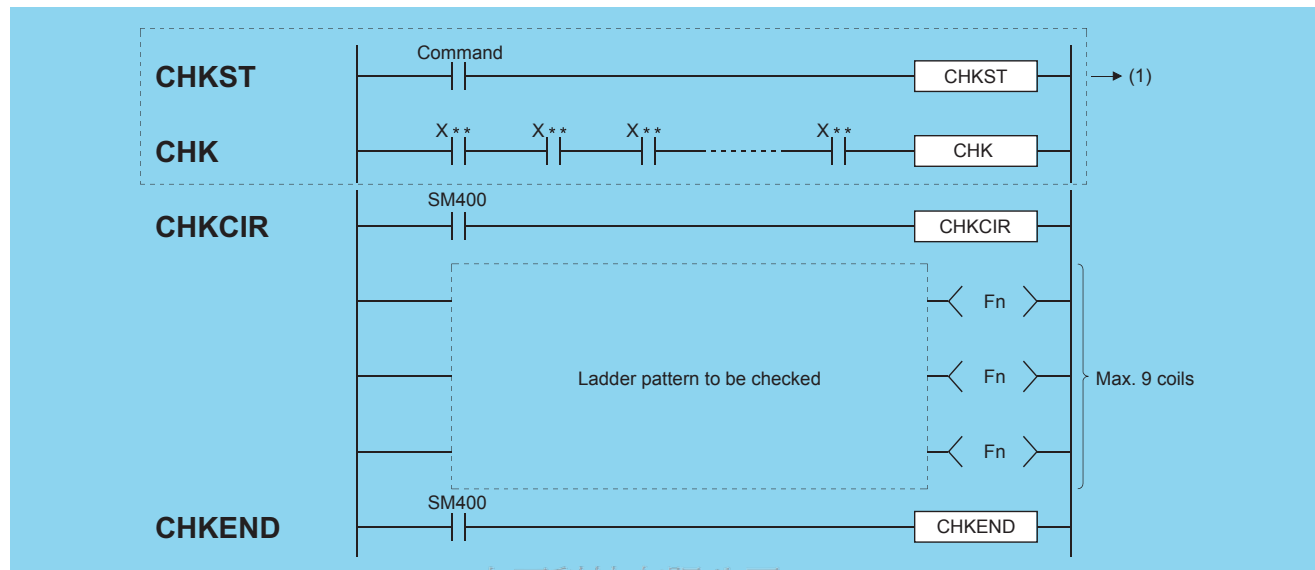 Command
CHKST CHKST (1)
X** X** X** X**
CHK CHK
SM400
CHKCIR CHKCIR
Fn
Ladder pattern to be checked Fn Max. 9 coils
Fn
SM400
CHKEND CHKEND